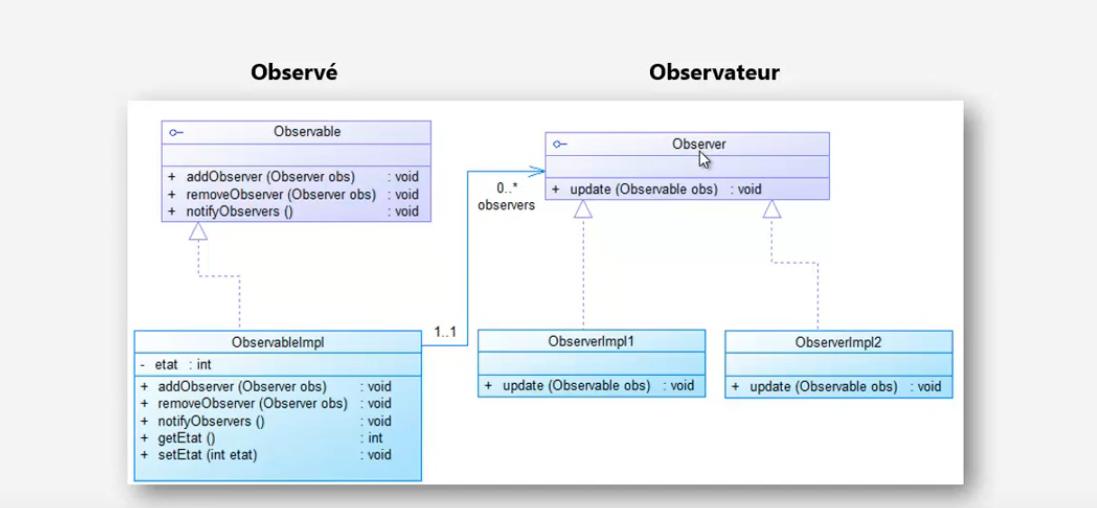 Observé
Observateur
Observable
+ addObserver (Observer obs) : void
+ removeObserver (Observer obs) : void
+ notifyObservers () : void
Observer
+ update (Observable obs) : void
0..*
observers
1..1
ObservableImpl
- etat : int
+ addObserver (Observer obs) : void
+ removeObserver (Observer obs) : void
+ notifyObservers () : void
+ getEtat () : int
+ setEtat (int etat) : void
ObserverImpl1
+ update (Observable obs) : void
ObserverImpl2
+ update (Observable obs) : void